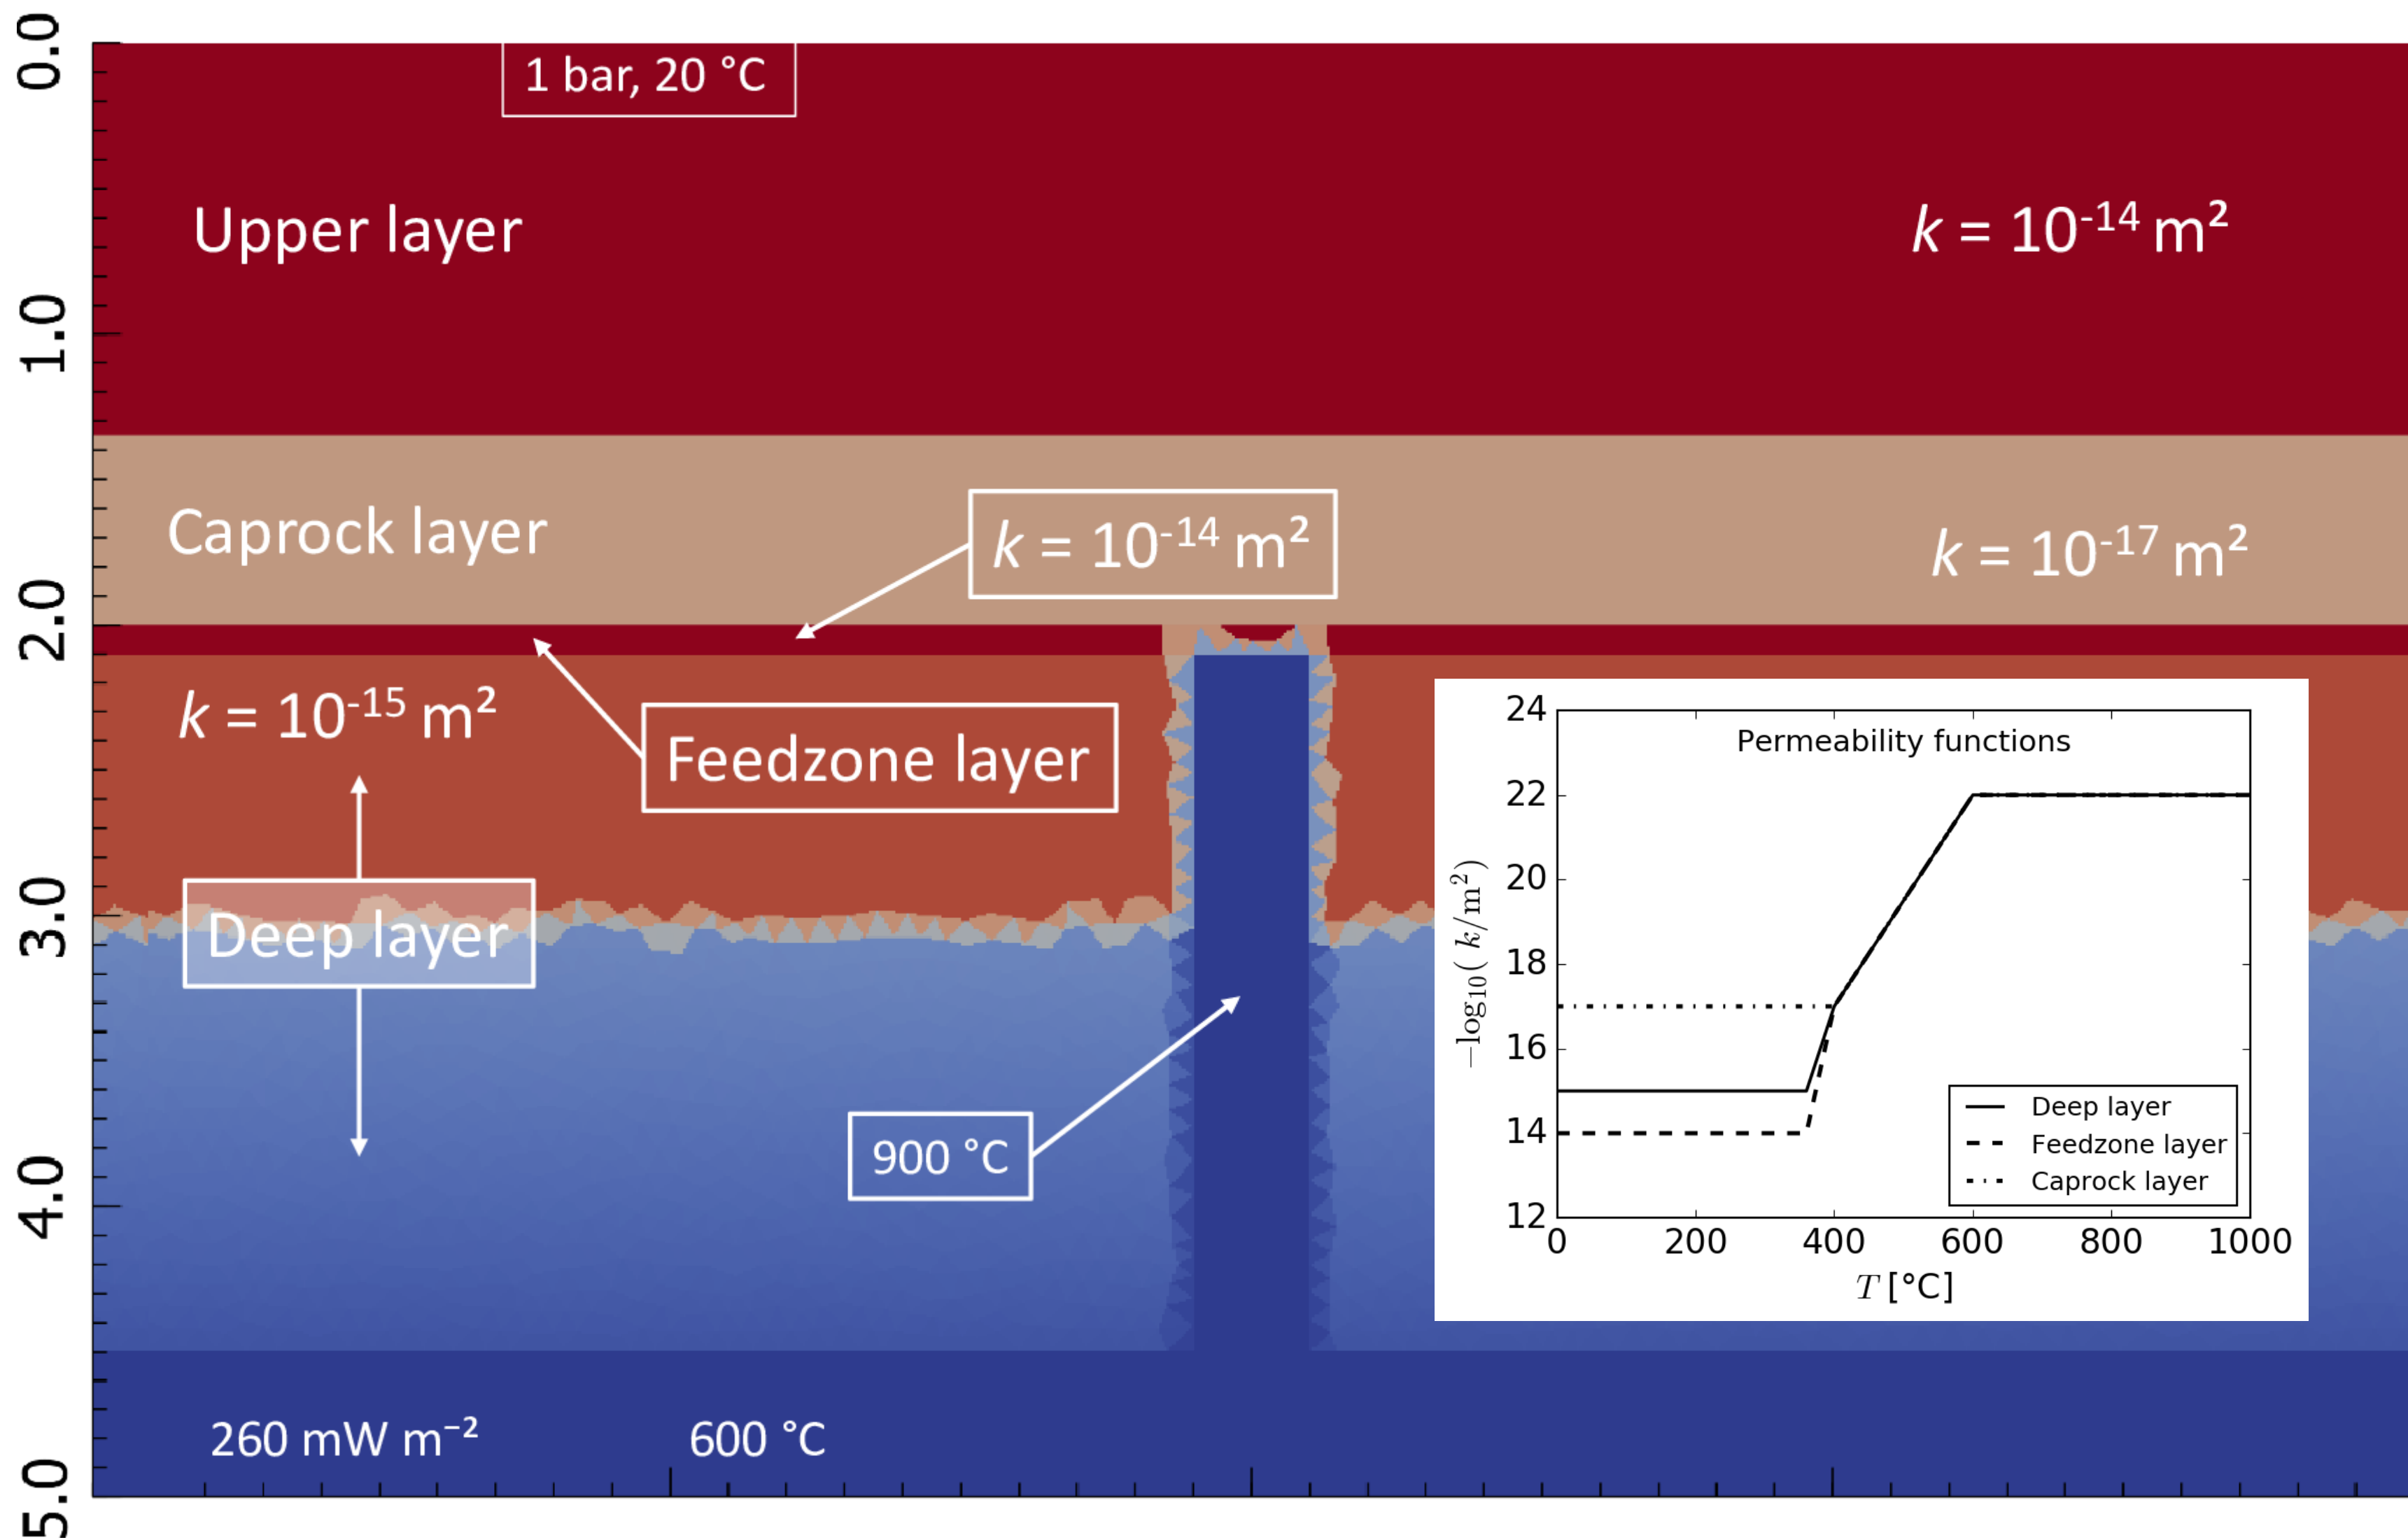 0.0
1 bar, 20 °C
Upper layer
k = 10⁻¹⁴ m²
1.0
Caprock layer
k = 10⁻¹⁴ m²
k = 10⁻¹⁷ m²
2.0
k = 10⁻¹⁵ m²
Feedzone layer
3.0
Deep layer
900 °C
4.0
260 mW m⁻²
600 °C
5.0
Permeability functions
24
22
20
18
16
14
12
−log₁₀( k/m²)
Deep layer
Feedzone layer
Caprock layer
0 200 400 600 800 1000
T [°C]